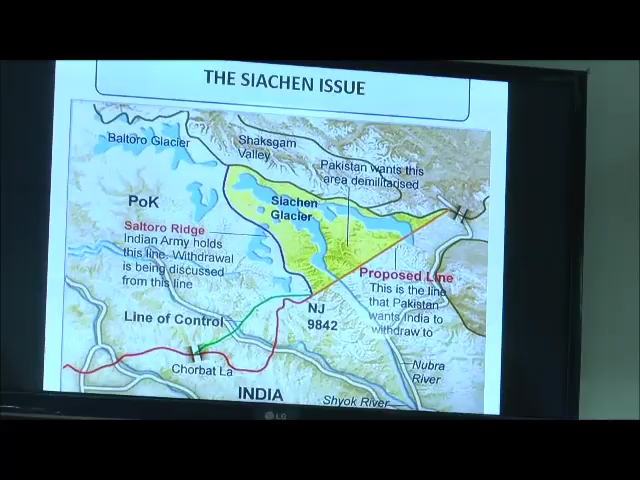 THE SIACHEN ISSUE
Baltoro Glacier
Shaksgam
Valley
Pakistan wants this
area demilitarised
PoK
Siachen
Glacier
Saltoro Ridge
Indian Army holds
this line. Withdrawal
is being discussed
from this line
Proposed Line
This is the line
that Pakistan
wants India to
withdraw to
NJ
9842
Line of Control
Chorbat La
Nubra
River
INDIA
Shyok River
LG